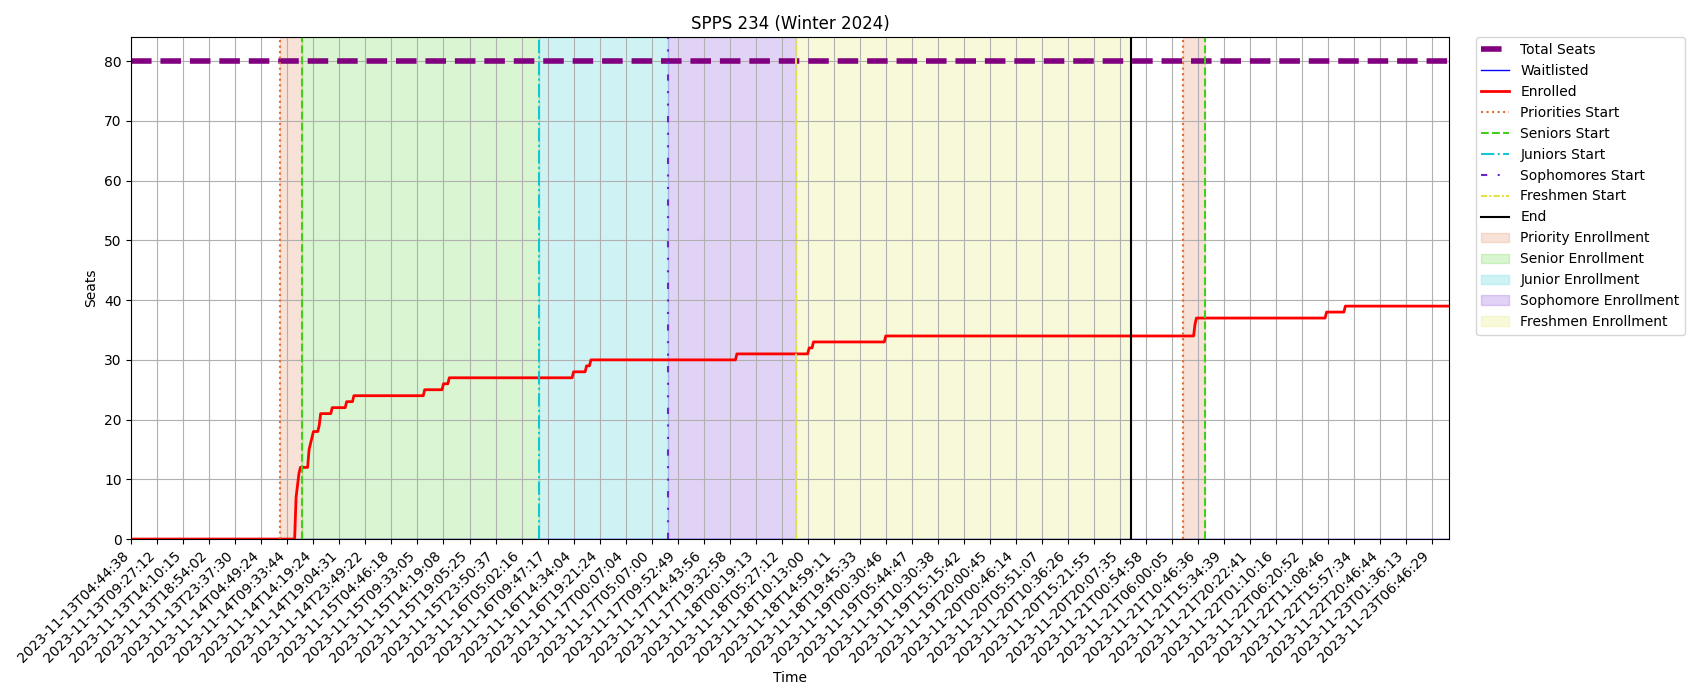 SPPS 234 (Winter 2024)
80
70
60
50
40
30
20
10
0
Seats
2023-11-13T04:44:38
2023-11-13T09:27:12
2023-11-13T14:10:15
2023-11-13T18:54:02
2023-11-13T23:37:30
2023-11-14T04:49:24
2023-11-14T09:33:44
2023-11-14T14:19:24
2023-11-14T19:04:31
2023-11-14T23:49:22
2023-11-15T04:46:18
2023-11-15T09:33:05
2023-11-15T14:19:08
2023-11-15T19:05:25
2023-11-15T23:50:37
2023-11-16T05:02:16
2023-11-16T09:47:17
2023-11-16T14:34:04
2023-11-16T19:21:24
2023-11-17T00:07:04
2023-11-17T05:07:00
2023-11-17T09:52:49
2023-11-17T14:43:56
2023-11-17T19:32:58
2023-11-18T00:19:13
2023-11-18T05:27:12
2023-11-18T10:13:00
2023-11-18T14:59:11
2023-11-18T19:45:33
2023-11-19T00:30:46
2023-11-19T05:44:47
2023-11-19T10:30:38
2023-11-19T15:15:42
2023-11-19T20:00:45
2023-11-20T00:46:14
2023-11-20T05:51:07
2023-11-20T10:36:26
2023-11-20T15:21:55
2023-11-20T20:07:35
2023-11-21T00:54:58
2023-11-21T06:00:05
2023-11-21T10:46:36
2023-11-21T15:34:39
2023-11-21T20:22:41
2023-11-22T01:10:16
2023-11-22T06:20:52
2023-11-22T11:08:46
2023-11-22T15:57:34
2023-11-22T20:46:44
2023-11-23T01:36:13
2023-11-23T06:46:29
Time
Total Seats
Waitlisted
Enrolled
Priorities Start
Seniors Start
Juniors Start
Sophomores Start
Freshmen Start
End
Priority Enrollment
Senior Enrollment
Junior Enrollment
Sophomore Enrollment
Freshmen Enrollment